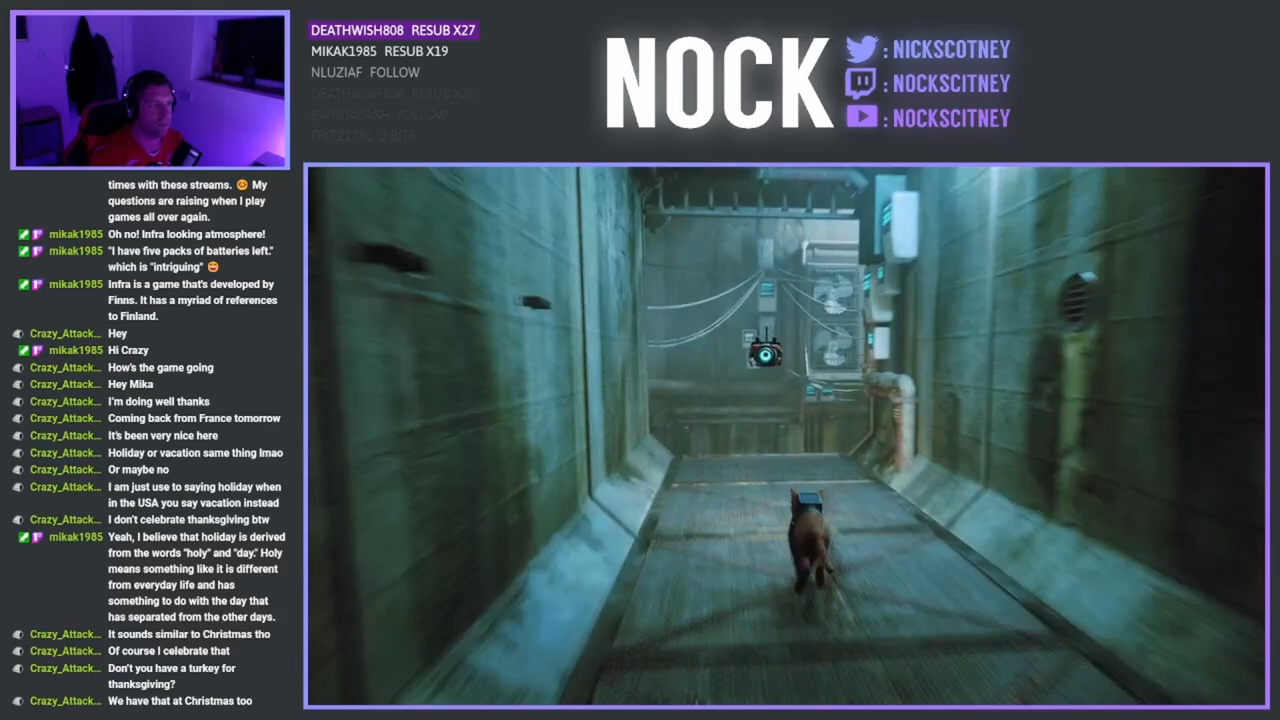 DEATHWISH808 RESUB X27
MIKAK1985 RESUB X19
NLUZIAF FOLLOW
DEATHWISH808 RESUB X26
FOLLOW
FRITZ1791 2 BITS
NOCK
: NICKSCOTNEY
: NOCKSCITNEY
: NOCKSCITNEY
times with these streams. 😊 My
questions are raising when I play
games all over again.
mikak1985 Oh no! Infra looking atmosphere!
mikak1985 "I have five packs of batteries left."
which is "intriguing" 😄
mikak1985 Infra is a game that's developed by
Finns. It has a myriad of references
to Finland.
Crazy_Attack... Hey
mikak1985 Hi Crazy
Crazy_Attack... How's the game going
Crazy_Attack... Hey Mika
Crazy_Attack... I'm doing well thanks
Crazy_Attack... Coming back from France tomorrow
Crazy_Attack... It's been very nice here
Crazy_Attack... Holiday or vacation same thing lmao
Crazy_Attack... Or maybe no
Crazy_Attack... I am just use to saying holiday when
in the USA you say vacation instead
Crazy_Attack... I don't celebrate thanksgiving btw
mikak1985 Yeah, I believe that holiday is derived
from the words "holy" and "day." Holy
means something like it is different
from everyday life and has
something to do with the day that
has separated from the other days.
Crazy_Attack... It sounds similar to Christmas tho
Crazy_Attack... Of course I celebrate that
Crazy_Attack... Don't you have a turkey for
thanksgiving?
Crazy_Attack... We have that at Christmas too